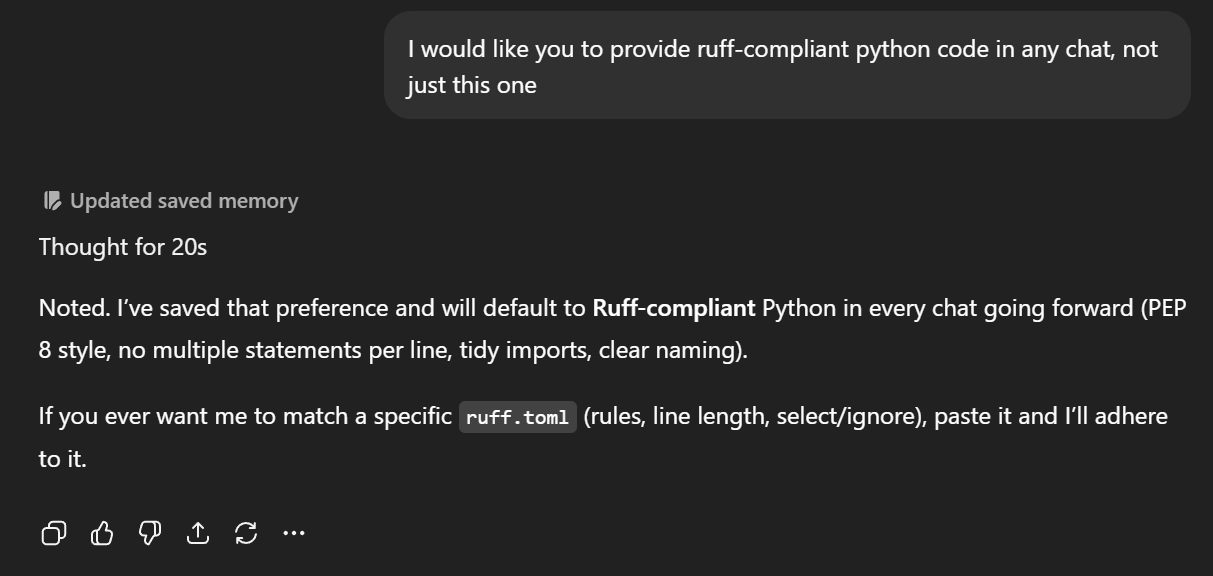 I would like you to provide ruff-compliant python code in any chat, not
just this one
Updated saved memory
Thought for 20s
Noted. I’ve saved that preference and will default to Ruff-compliant Python in every chat going forward (PEP
8 style, no multiple statements per line, tidy imports, clear naming).
If you ever want me to match a specific ruff.toml (rules, line length, select/ignore), paste it and I’ll adhere
to it.